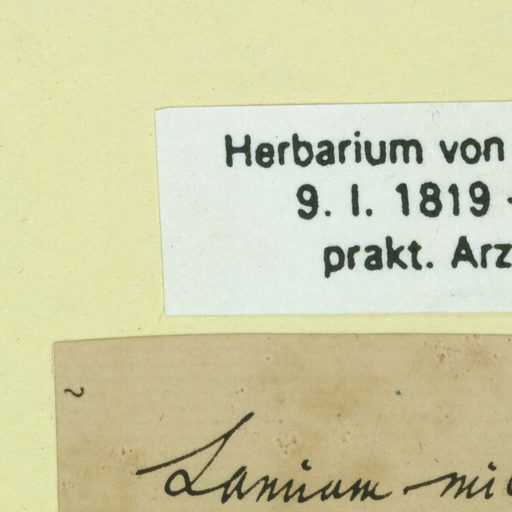 Herbarium von
9. I. 1819 -
prakt. Arz
Lamium